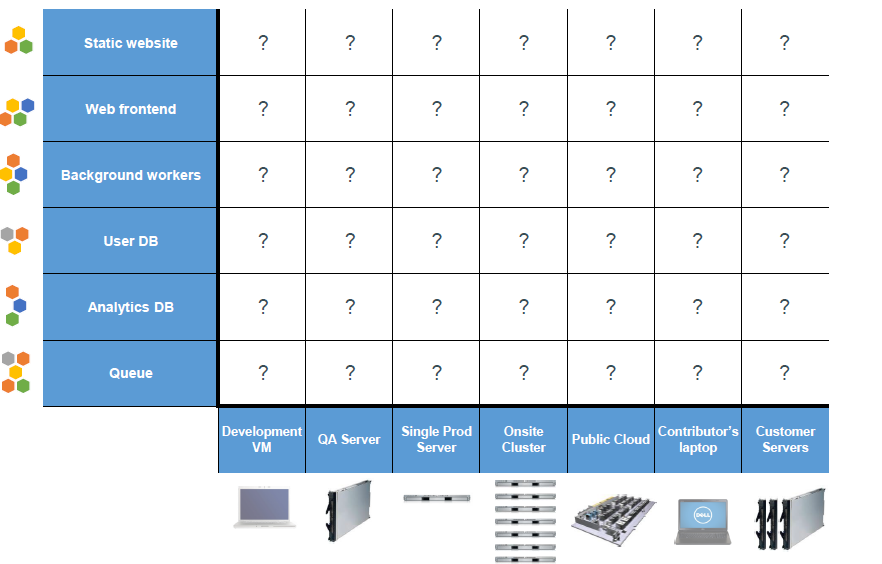 Static website ? ? ? ? ? ? ?
Web frontend ? ? ? ? ? ? ?
Background workers ? ? ? ? ? ? ?
User DB ? ? ? ? ? ? ?
Analytics DB ? ? ? ? ? ? ?
Queue ? ? ? ? ? ? ?
Development VM
QA Server
Single Prod Server
Onsite Cluster
Public Cloud
Contributor's laptop
Customer Servers
DELL